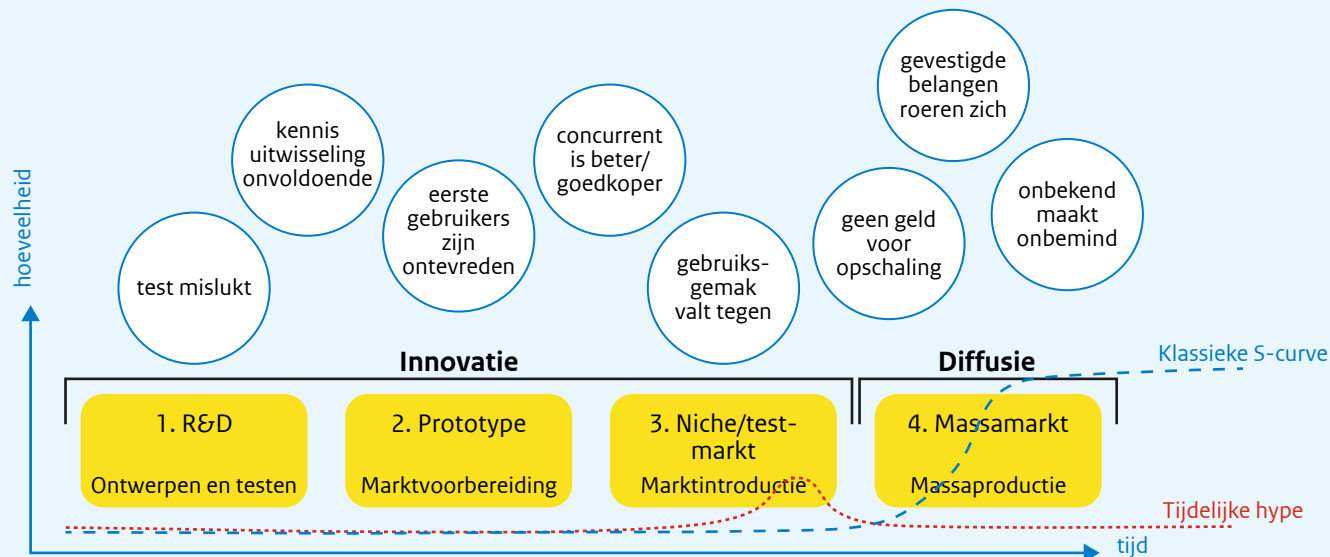 gevestigde
belangen
roeren zich
kennis
uitwisseling
onvoldoende
concurrent
is beter/
goedkoper
eerste
gebruikers
zijn
ontevreden
onbekend
maakt
onbemind
geen geld
voor
opschaling
test mislukt
gebruiks-
gemak
valt tegen
hoeveelheid
Innovatie
Diffusie
Klassieke S-curve
1. R&D
Ontwerpen en testen
2. Prototype
Marktvoorbereiding
3. Niche/test-
markt
Marktintroductie
4. Massamarkt
Massaproductie
Tijdelijke hype
tijd